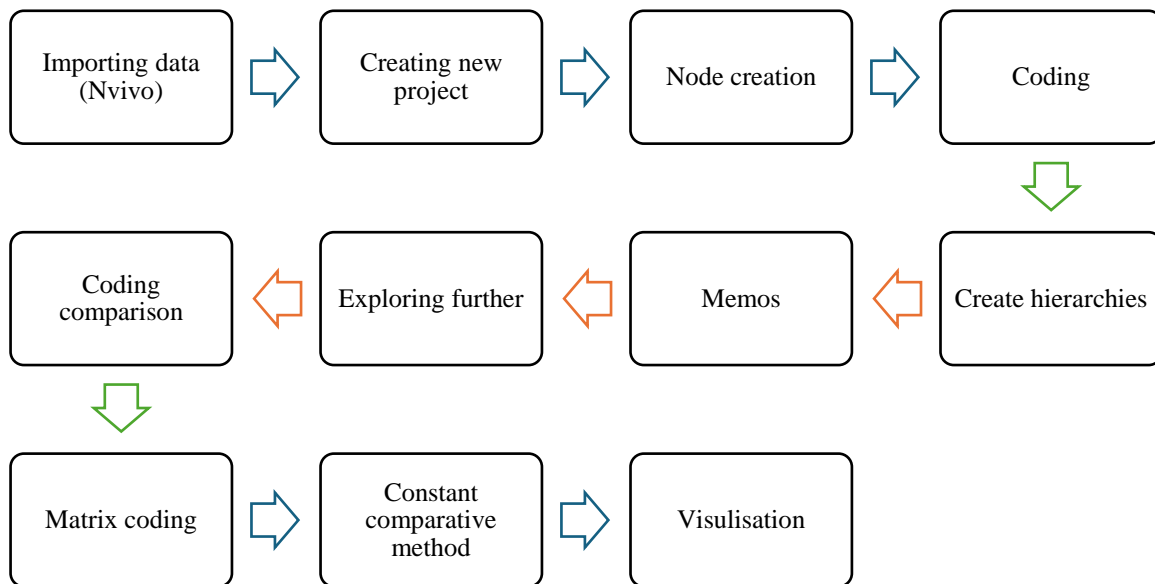 Importing data
(Nvivo)
Creating new
project
Node creation
Coding
Coding
comparison
Exploring further
Memos
Create hierarchies
Matrix coding
Constant
comparative
method
Visulisation